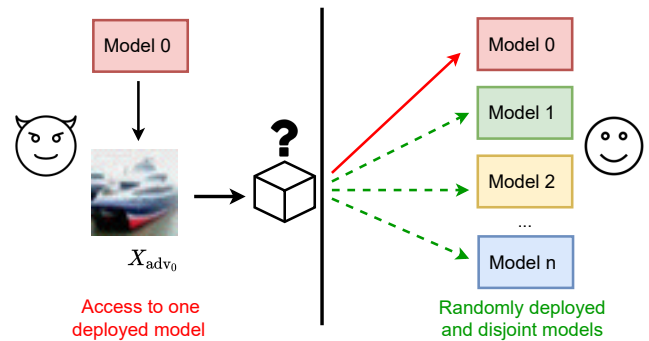 Model 0
?
X_adv_0
Access to one
deployed model
Model 0
Model 1
Model 2
...
Model n
Randomly deployed
and disjoint models